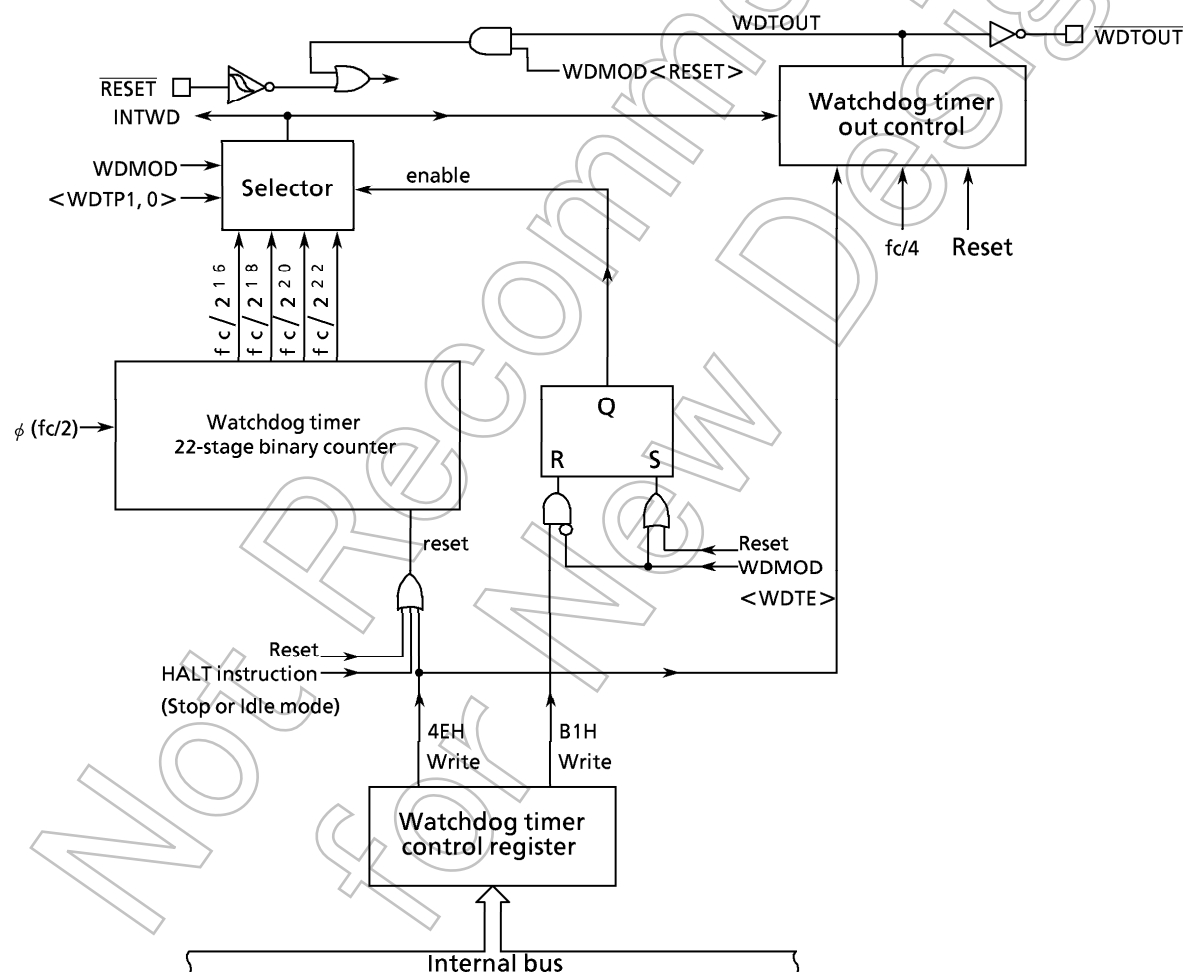 WDTOUT
WDTOUT
WDMOD<RESET>
RESET
INTWD
Watchdog timer
out control
WDMOD
<WDTP1, 0>
Selector
enable
fc/4
Reset
fc/2 16
fc/2 18
fc/2 20
fc/2 22
ϕ (fc/2)
Watchdog timer
22-stage binary counter
Q
R
S
reset
Reset
WDMOD
<WDTE>
Reset
HALT instruction
(Stop or Idle mode)
4EH
Write
B1H
Write
Watchdog timer
control register
Internal bus
Not Recommended
for New Design